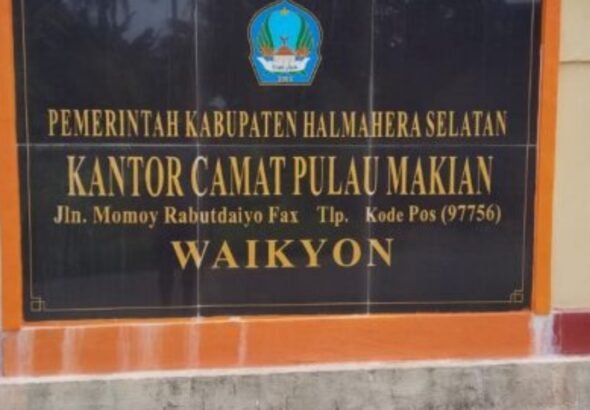 PEMERINTAH KABUPATEN HALMAHERA SELATAN
KANTOR CAMAT PULAU MAKIAN
Jln. Momoy Rabutdaiyo Fax Tlp. Kode Pos (97756)
WAIKYON